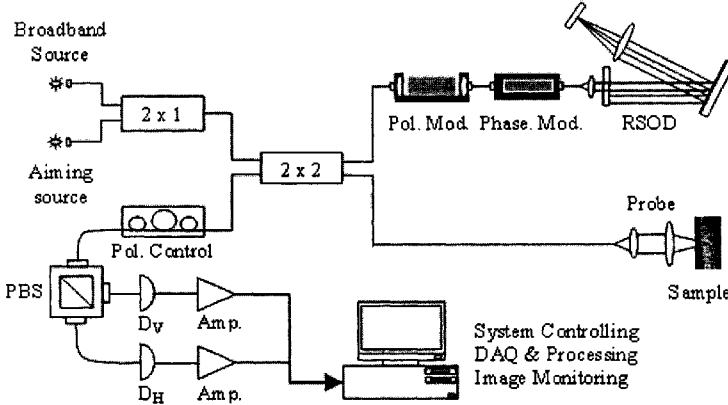 Broadband
Source
2 x 1
Aiming
source
2 x 2
Pol. Mod.
Phase. Mod.
RSOD
Pol. Control
Probe
Sample
PBS
DV
Amp.
DH
Amp.
System Controlling
DAQ & Processing
Image Monitoring